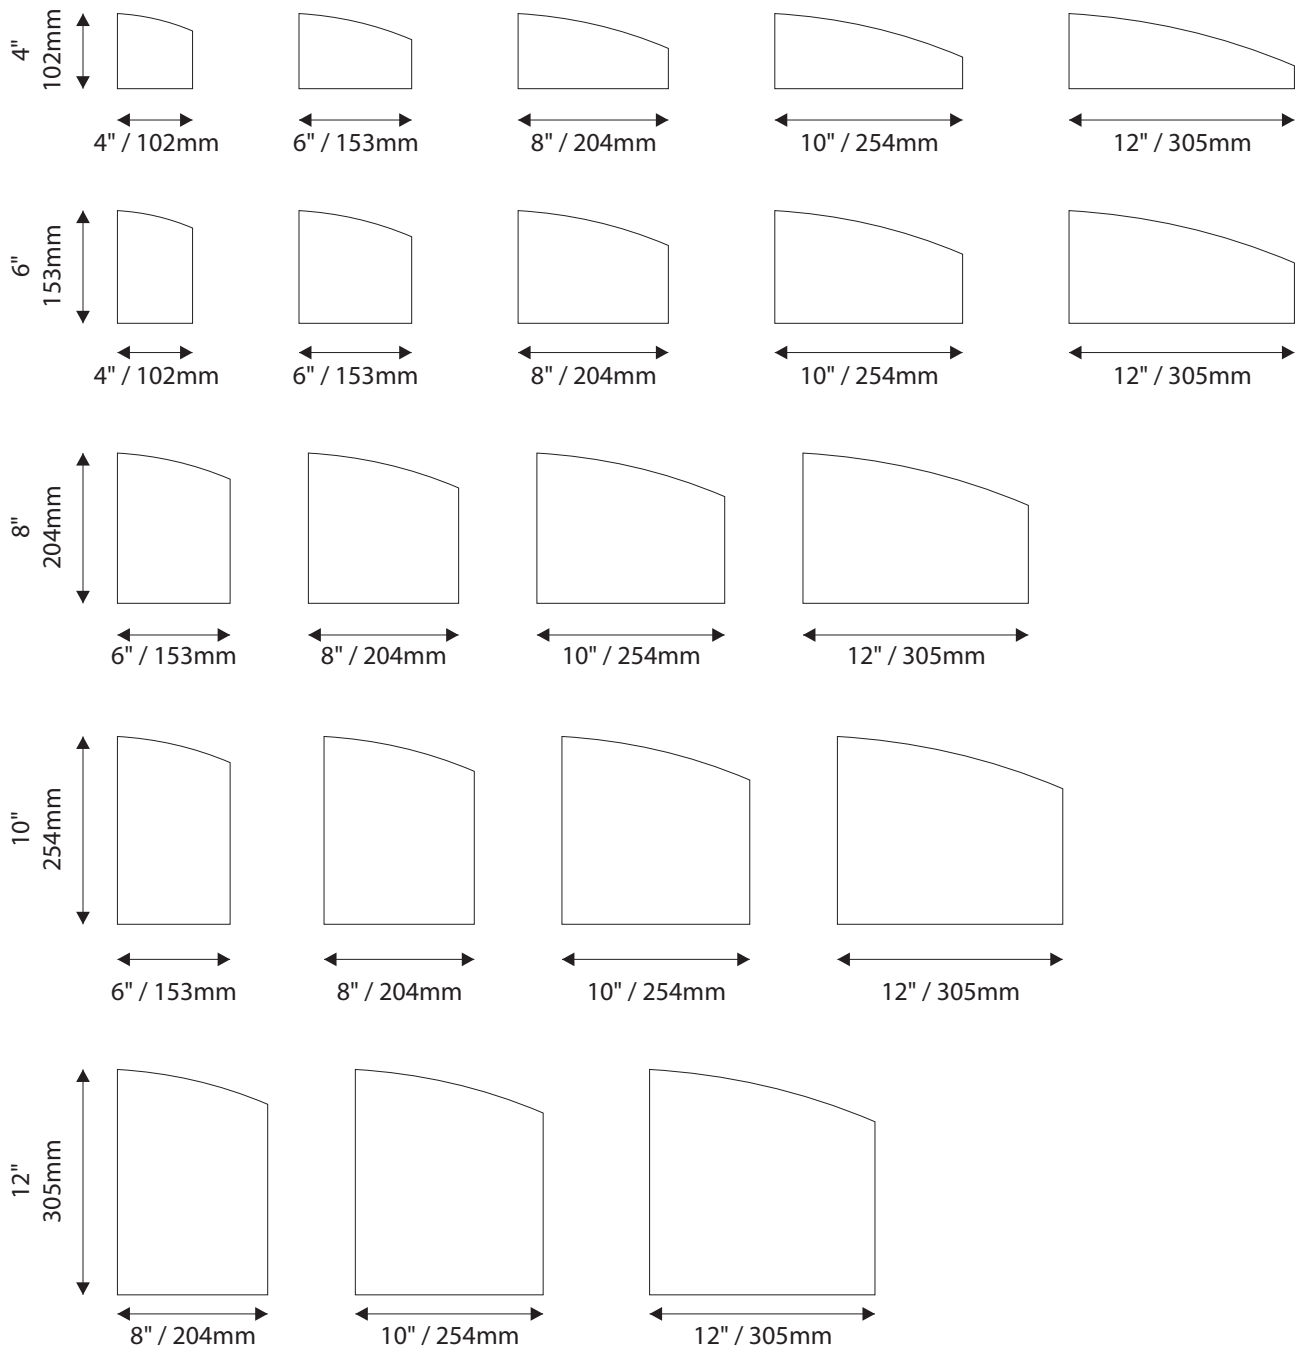 4"
102mm
4" / 102mm
6" / 153mm
8" / 204mm
10" / 254mm
12" / 305mm
6"
153mm
4" / 102mm
6" / 153mm
8" / 204mm
10" / 254mm
12" / 305mm
8"
204mm
6" / 153mm
8" / 204mm
10" / 254mm
12" / 305mm
10"
254mm
6" / 153mm
8" / 204mm
10" / 254mm
12" / 305mm
12"
305mm
8" / 204mm
10" / 254mm
12" / 305mm